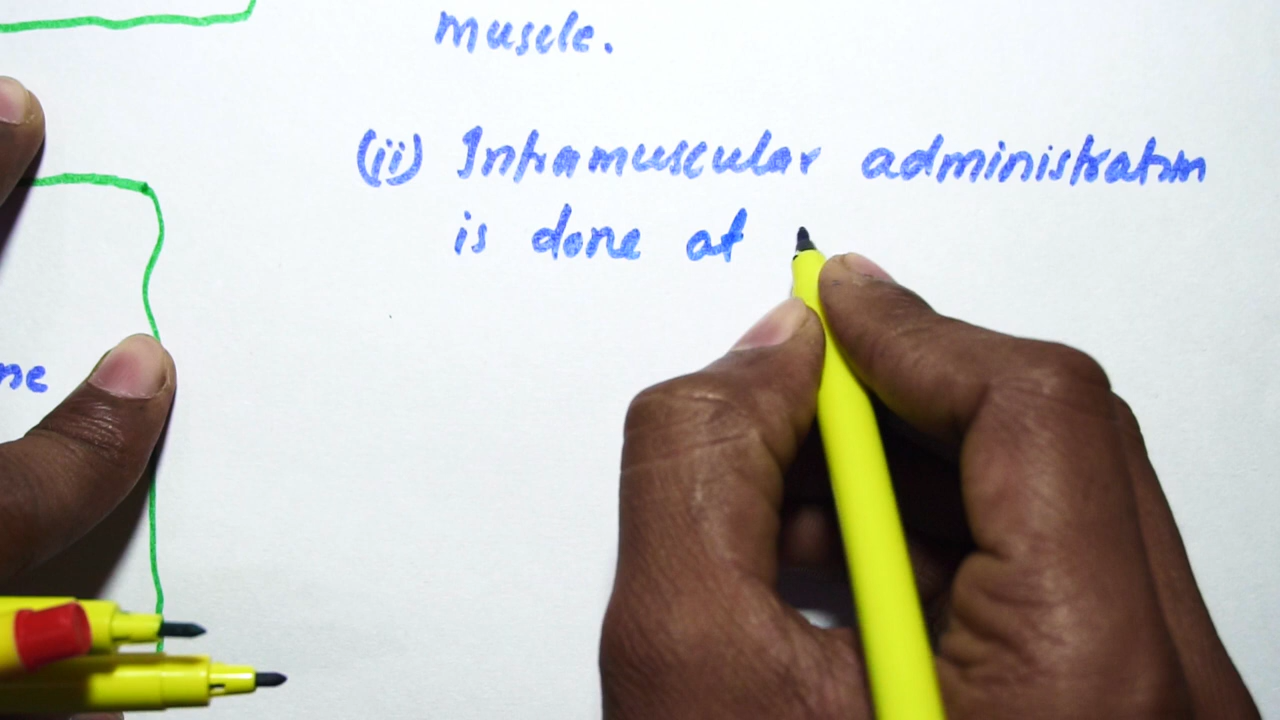 muscle.
(ii) Intramuscular administration
is done at
ne